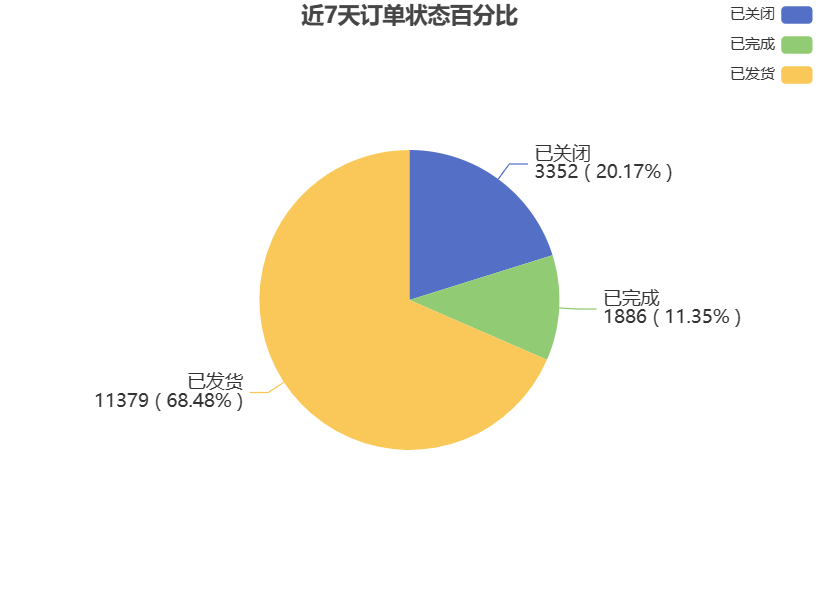 近7天订单状态百分比
已关闭
已完成
已发货
已关闭
3352 ( 20.17% )
已完成
1886 ( 11.35% )
已发货
11379 ( 68.48% )